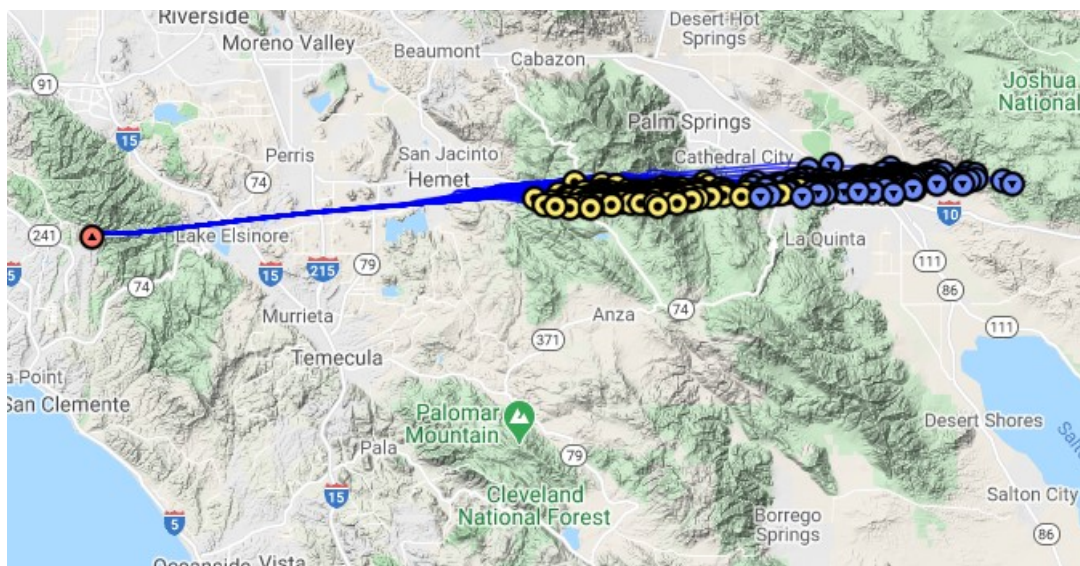 Riverside
Desert Hot
Springs
Moreno Valley
Beaumont
Cabazon
91
Joshua
National
15
Palm Springs
Perris
San Jacinto
Cathedral City
74
Hemet
241
Lake Elsinore
10
La Quinta
5
15
215
79
111
74
86
Murrieta
Anza
74
111
371
Temecula
a Point
San Clemente
Palomar
Mountain
Desert Shores
Pala
79
Salton City
15
Cleveland
National Forest
5
Borrego
Springs
86
Oceanside
Vista